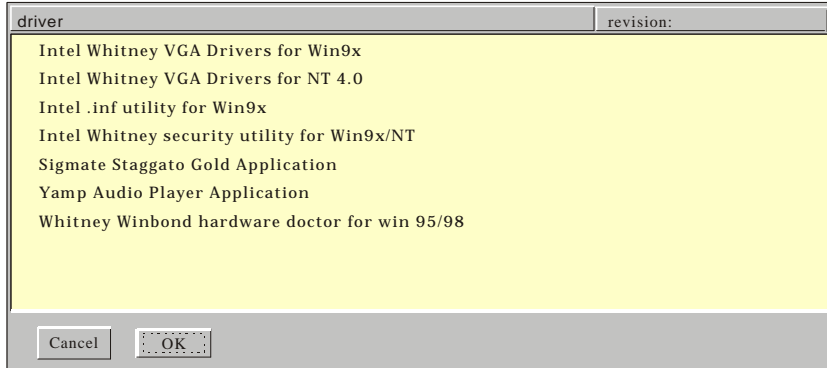 driver revision:
Intel Whitney VGA Drivers for Win9x
Intel Whitney VGA Drivers for NT 4.0
Intel .inf utility for Win9x
Intel Whitney security utility for Win9x/NT
Sigmate Staggato Gold Application
Yamp Audio Player Application
Whitney Winbond hardware doctor for win 95/98
Cancel OK